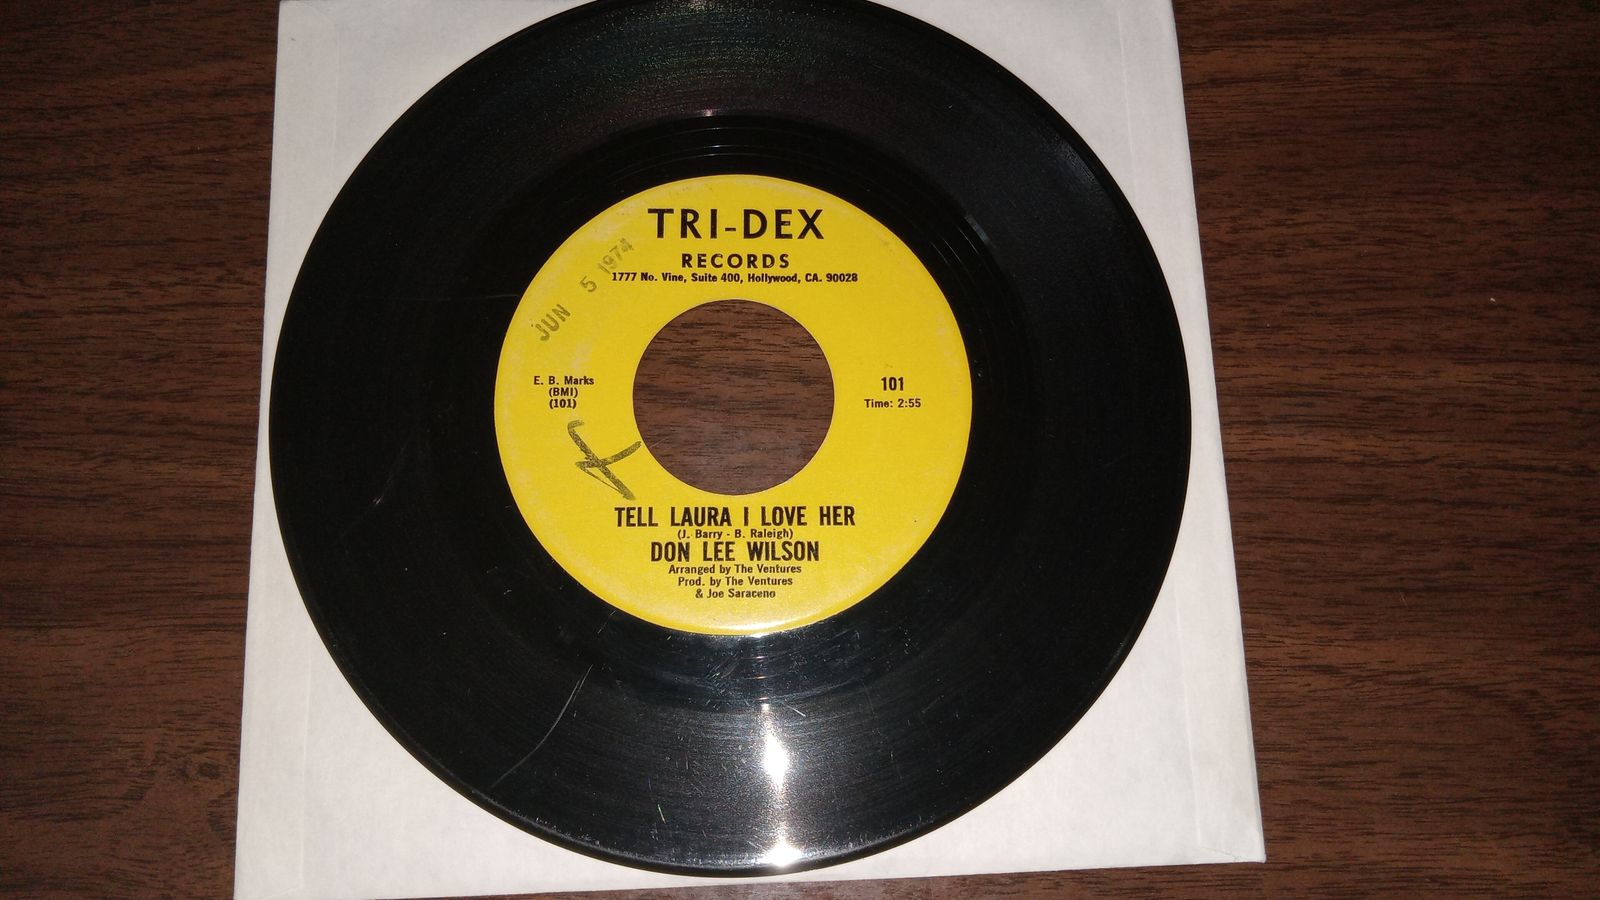 TRI-DEX
RECORDS
1777 No. Vine, Suite 400, Hollywood, CA. 90028
JUN 5 1974
E. B. Marks
(BMI)
(101)
101
Time: 2:55
TELL LAURA I LOVE HER
(J. Barry - B. Raleigh)
DON LEE WILSON
Arranged by The Ventures
Prod. by The Ventures
& Joe Saraceno